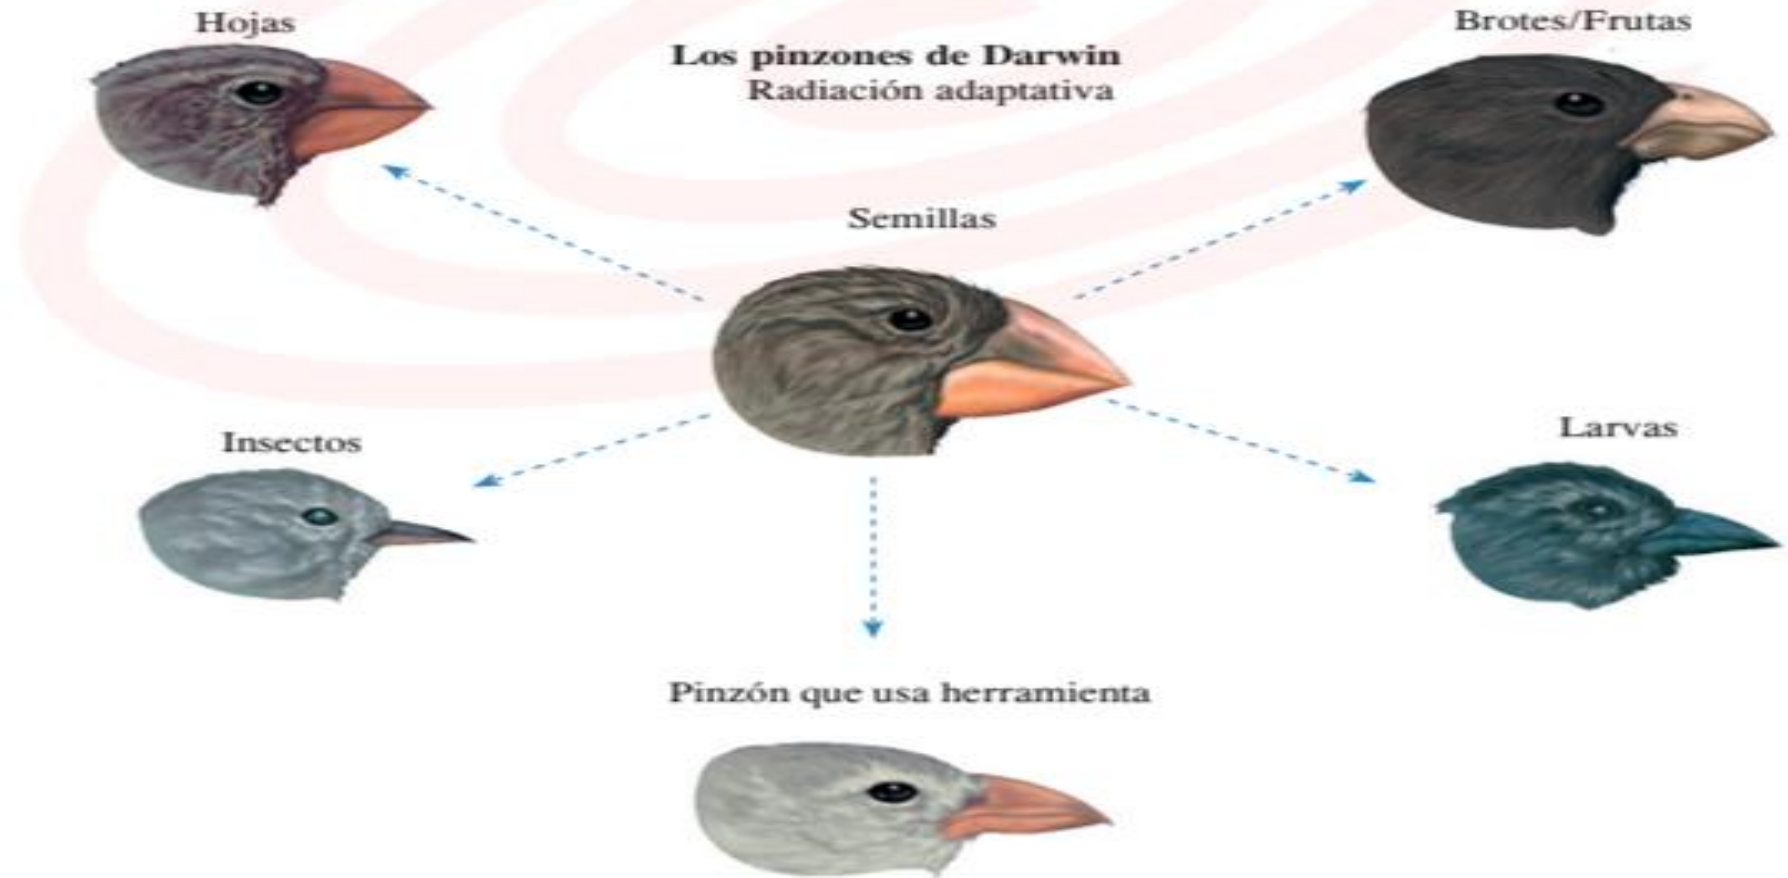 Hojas
Los pinzones de Darwin
Radiación adaptativa
Brotes/Frutas
Semillas
Insectos
Larvas
Pinzón que usa herramienta